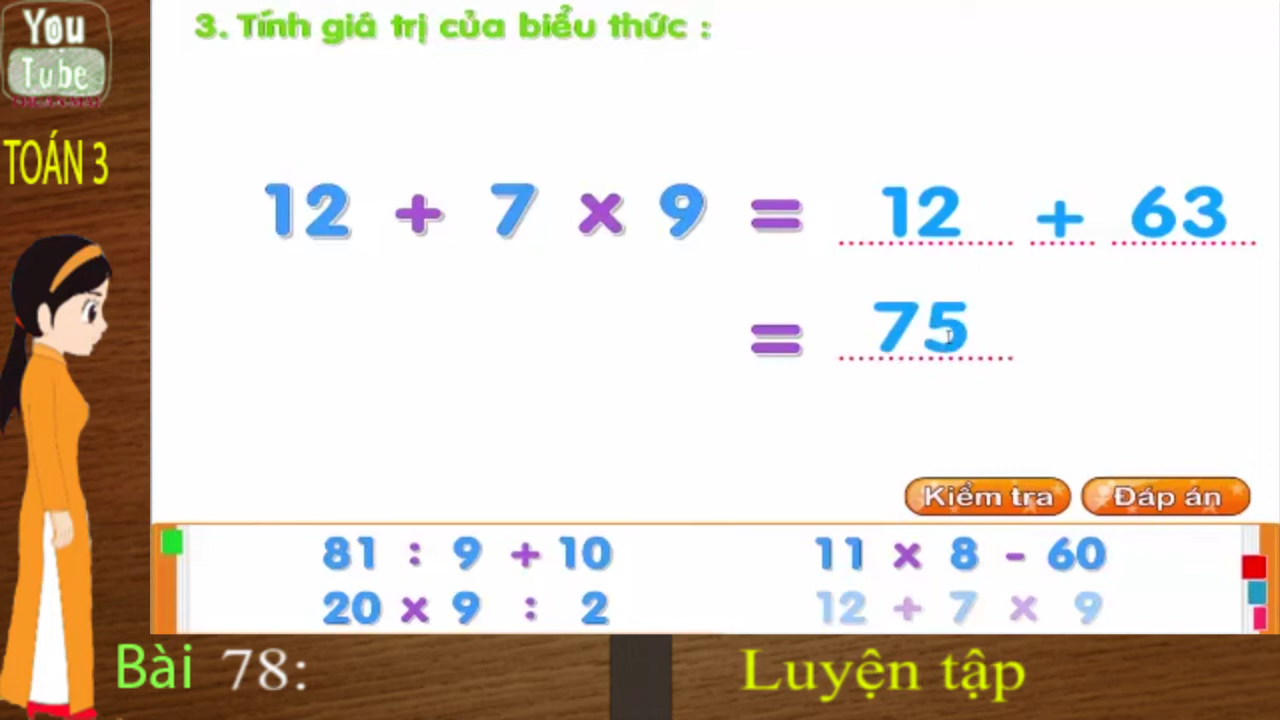 You
Tube
TOÁN 3
3. Tính giá trị của biểu thức :
12 + 7 x 9 = 12 + 63
= 75
Kiểm tra Đáp án
81 : 9 + 10 11 x 8 - 60
20 x 9 : 2 12 + 7 x 9
Bài 78: Luyện tập